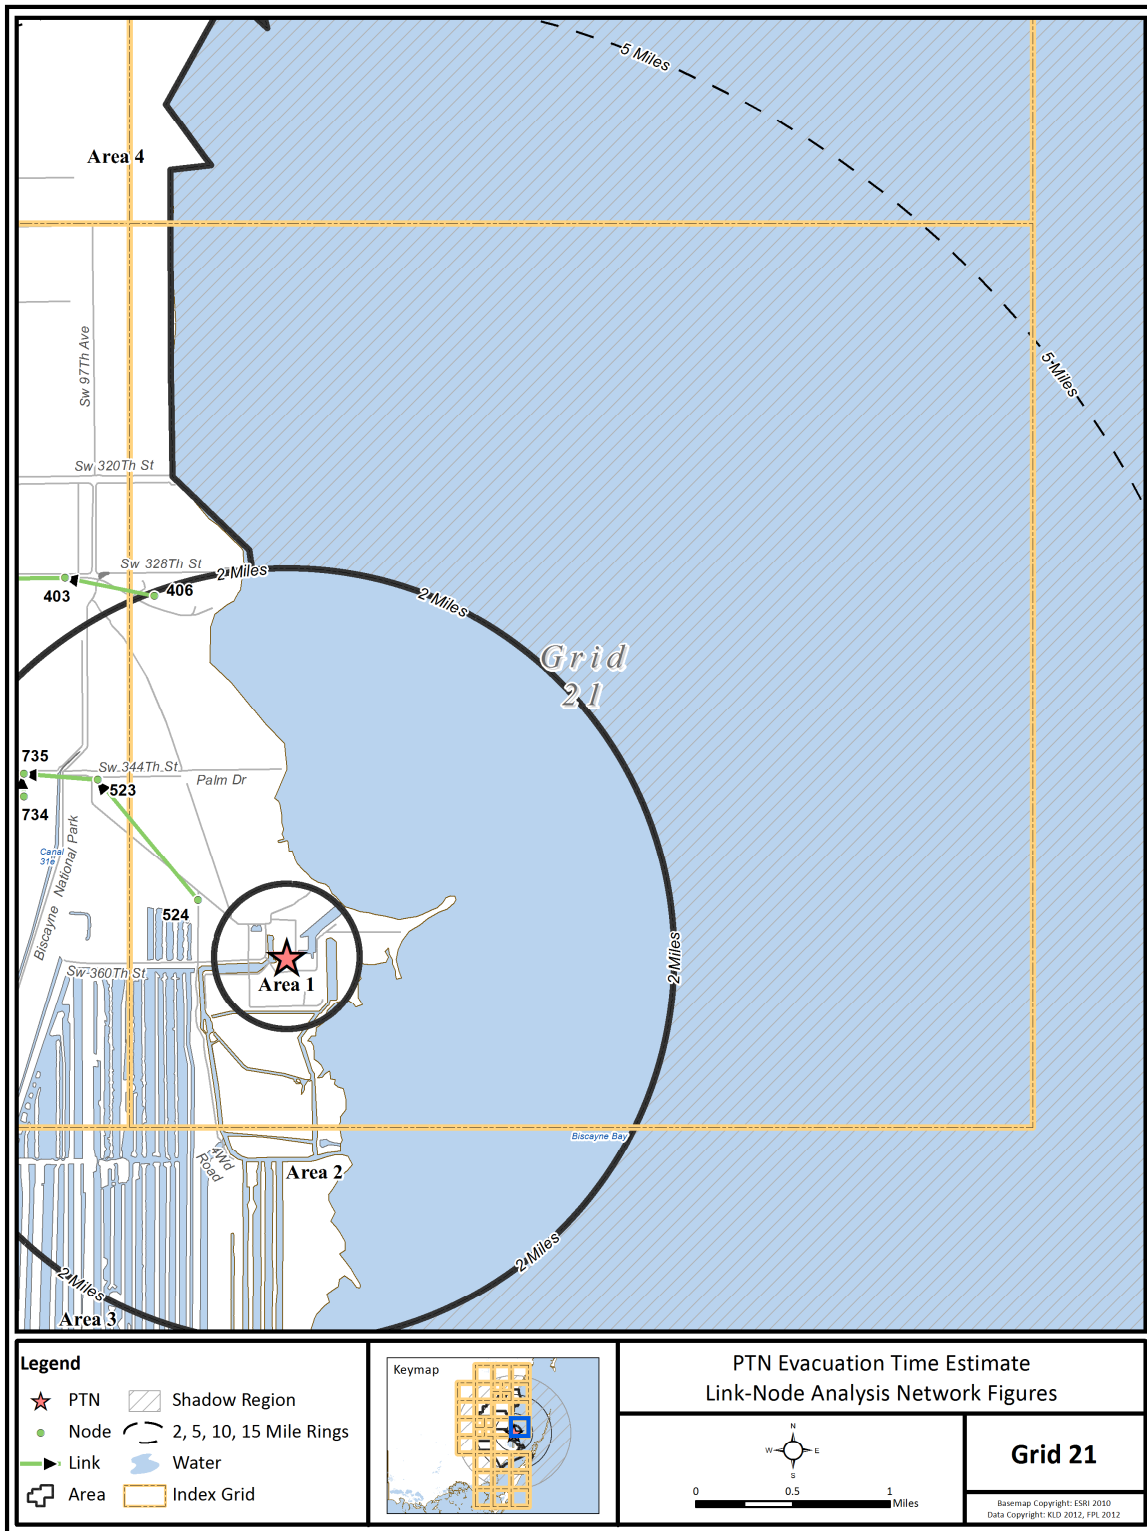 5 Miles
Area 4
Sw 97Th Ave
5 Miles
Sw 320Th St
Sw 328Th St
2 Miles
406
403
2 Miles
Grid
21
735
Sw 344Th St
Palm Dr
523
734
Canal
31e
Biscayne National Park
524
2 Miles
Sw 360Th St
Area 1
Biscayne Bay
4Wd
Road
Area 2
2 Miles
2 Miles
Area 3
Legend
PTN
Shadow Region
Node
2, 5, 10, 15 Mile Rings
Link
Water
Area
Index Grid
Keymap
PTN Evacuation Time Estimate
Link-Node Analysis Network Figures
N
W E
S
0 0.5 1
Miles
Grid 21
Basemap Copyright: ESRI 2010
Data Copyright: KLD 2012, FPL 2012